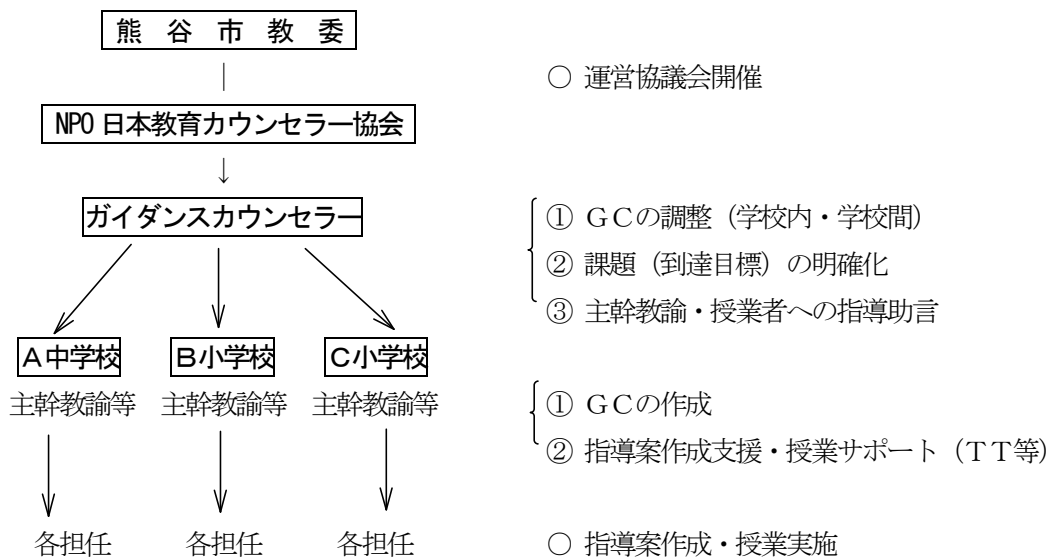 熊 谷 市 教 委
○ 運営協議会開催
NPO 日本教育カウンセラー協会
ガイダンスカウンセラー
① ＧＣの調整（学校内・学校間）
② 課題（到達目標）の明確化
③ 主幹教諭・授業者への指導助言
Ａ中学校 Ｂ小学校 Ｃ小学校
主幹教諭等 主幹教諭等 主幹教諭等
① ＧＣの作成
② 指導案作成支援・授業サポート（ＴＴ等）
各担任 各担任 各担任
○ 指導案作成・授業実施